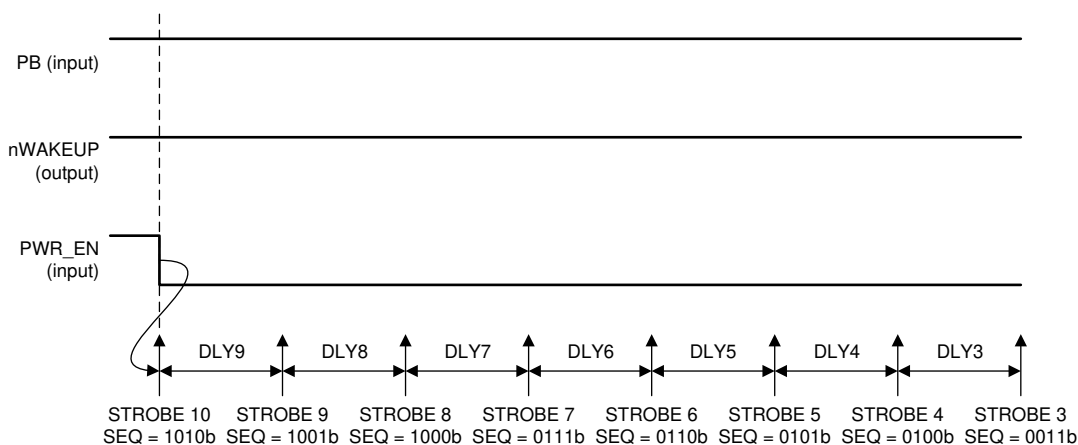 PB (input)
nWAKEUP
(output)
PWR_EN
(input)
DLY9 DLY8 DLY7 DLY6 DLY5 DLY4 DLY3
STROBE 10 STROBE 9 STROBE 8 STROBE 7 STROBE 6 STROBE 5 STROBE 4 STROBE 3
SEQ = 1010b SEQ = 1001b SEQ = 1000b SEQ = 0111b SEQ = 0110b SEQ = 0101b SEQ = 0100b SEQ = 0011b